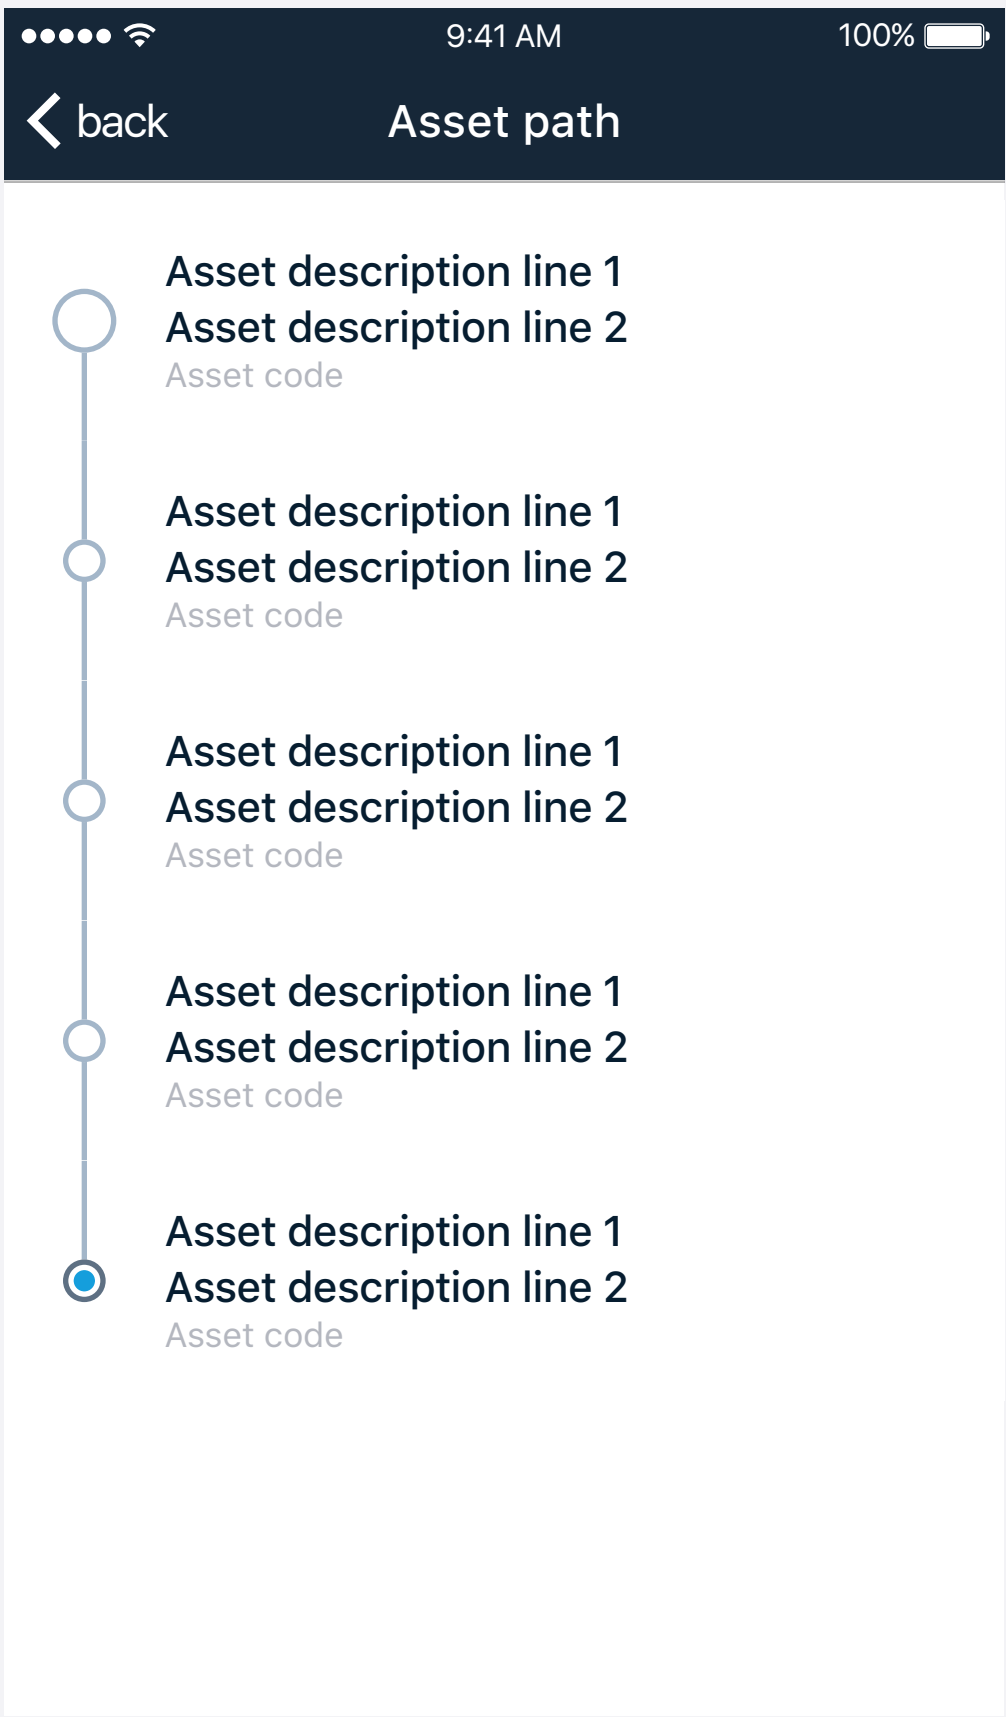 9:41 AM
100%
back
Asset path
Asset description line 1
Asset description line 2
Asset code
Asset description line 1
Asset description line 2
Asset code
Asset description line 1
Asset description line 2
Asset code
Asset description line 1
Asset description line 2
Asset code
Asset description line 1
Asset description line 2
Asset code